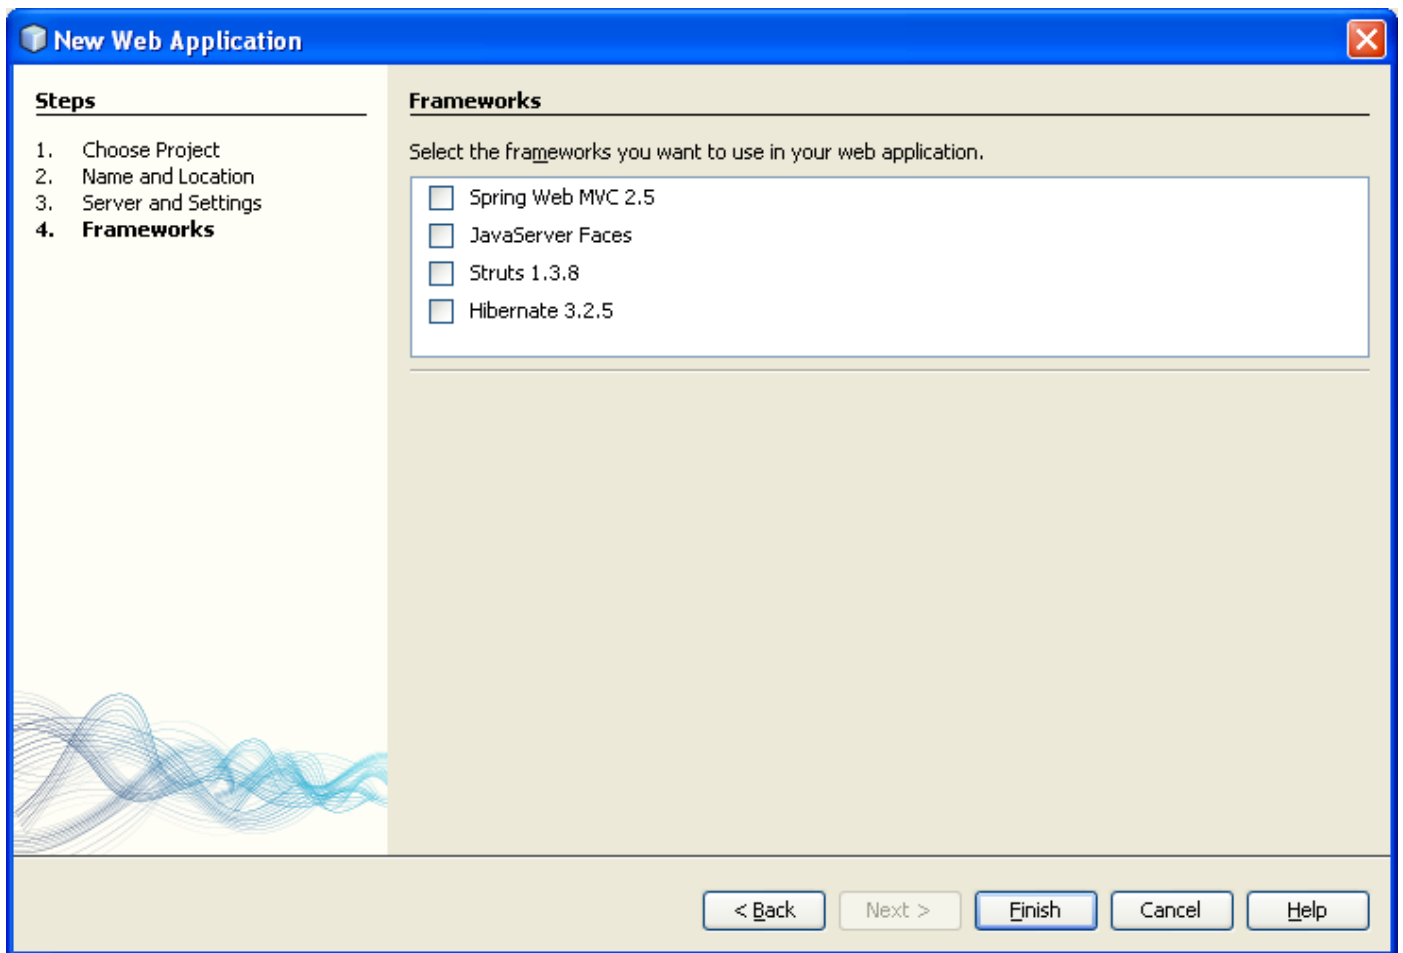 New Web Application
Steps
1. Choose Project
2. Name and Location
3. Server and Settings
4. Frameworks
Frameworks
Select the frameworks you want to use in your web application.
Spring Web MVC 2.5
JavaServer Faces
Struts 1.3.8
Hibernate 3.2.5
< Back Next > Finish Cancel Help